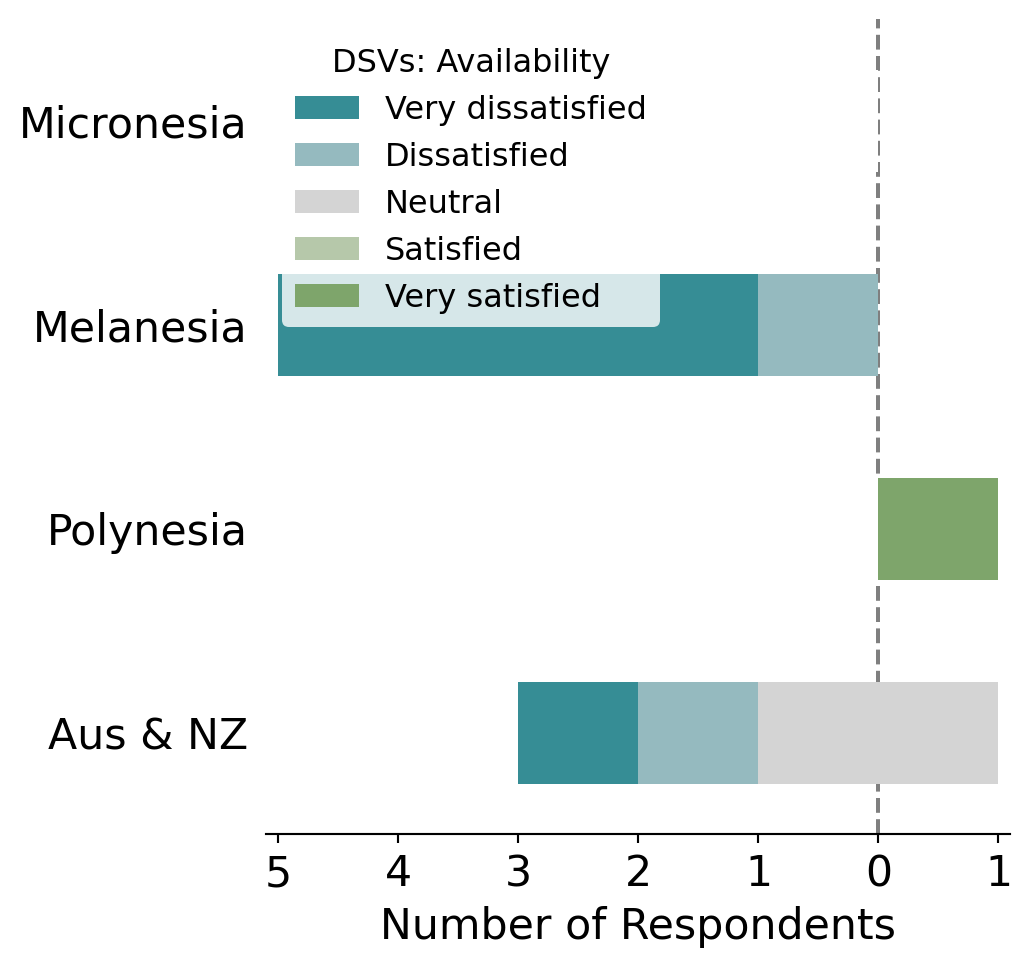 DSVs: Availability
Very dissatisfied
Dissatisfied
Neutral
Satisfied
Very satisfied
Micronesia
Melanesia
Polynesia
Aus & NZ
5 4 3 2 1 0 1
Number of Respondents